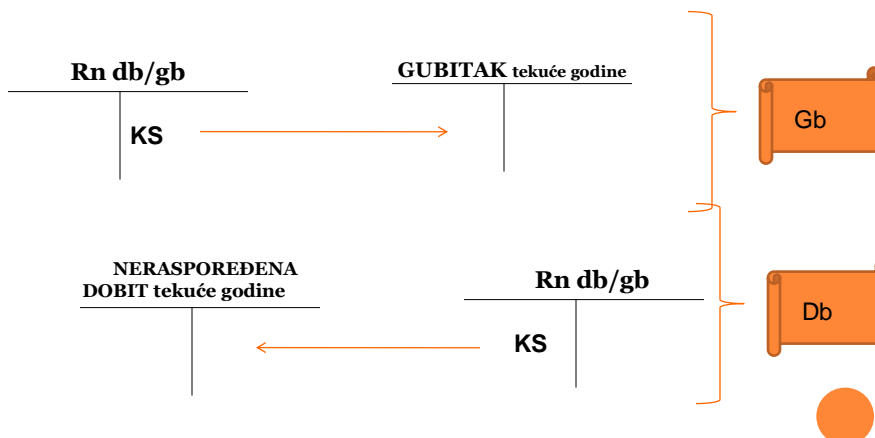 Rn db/gb
GUBITAK tekuće godine
KS
Gb
NERASPOREĐENA
DOBIT tekuće godine
Rn db/gb
KS
Db